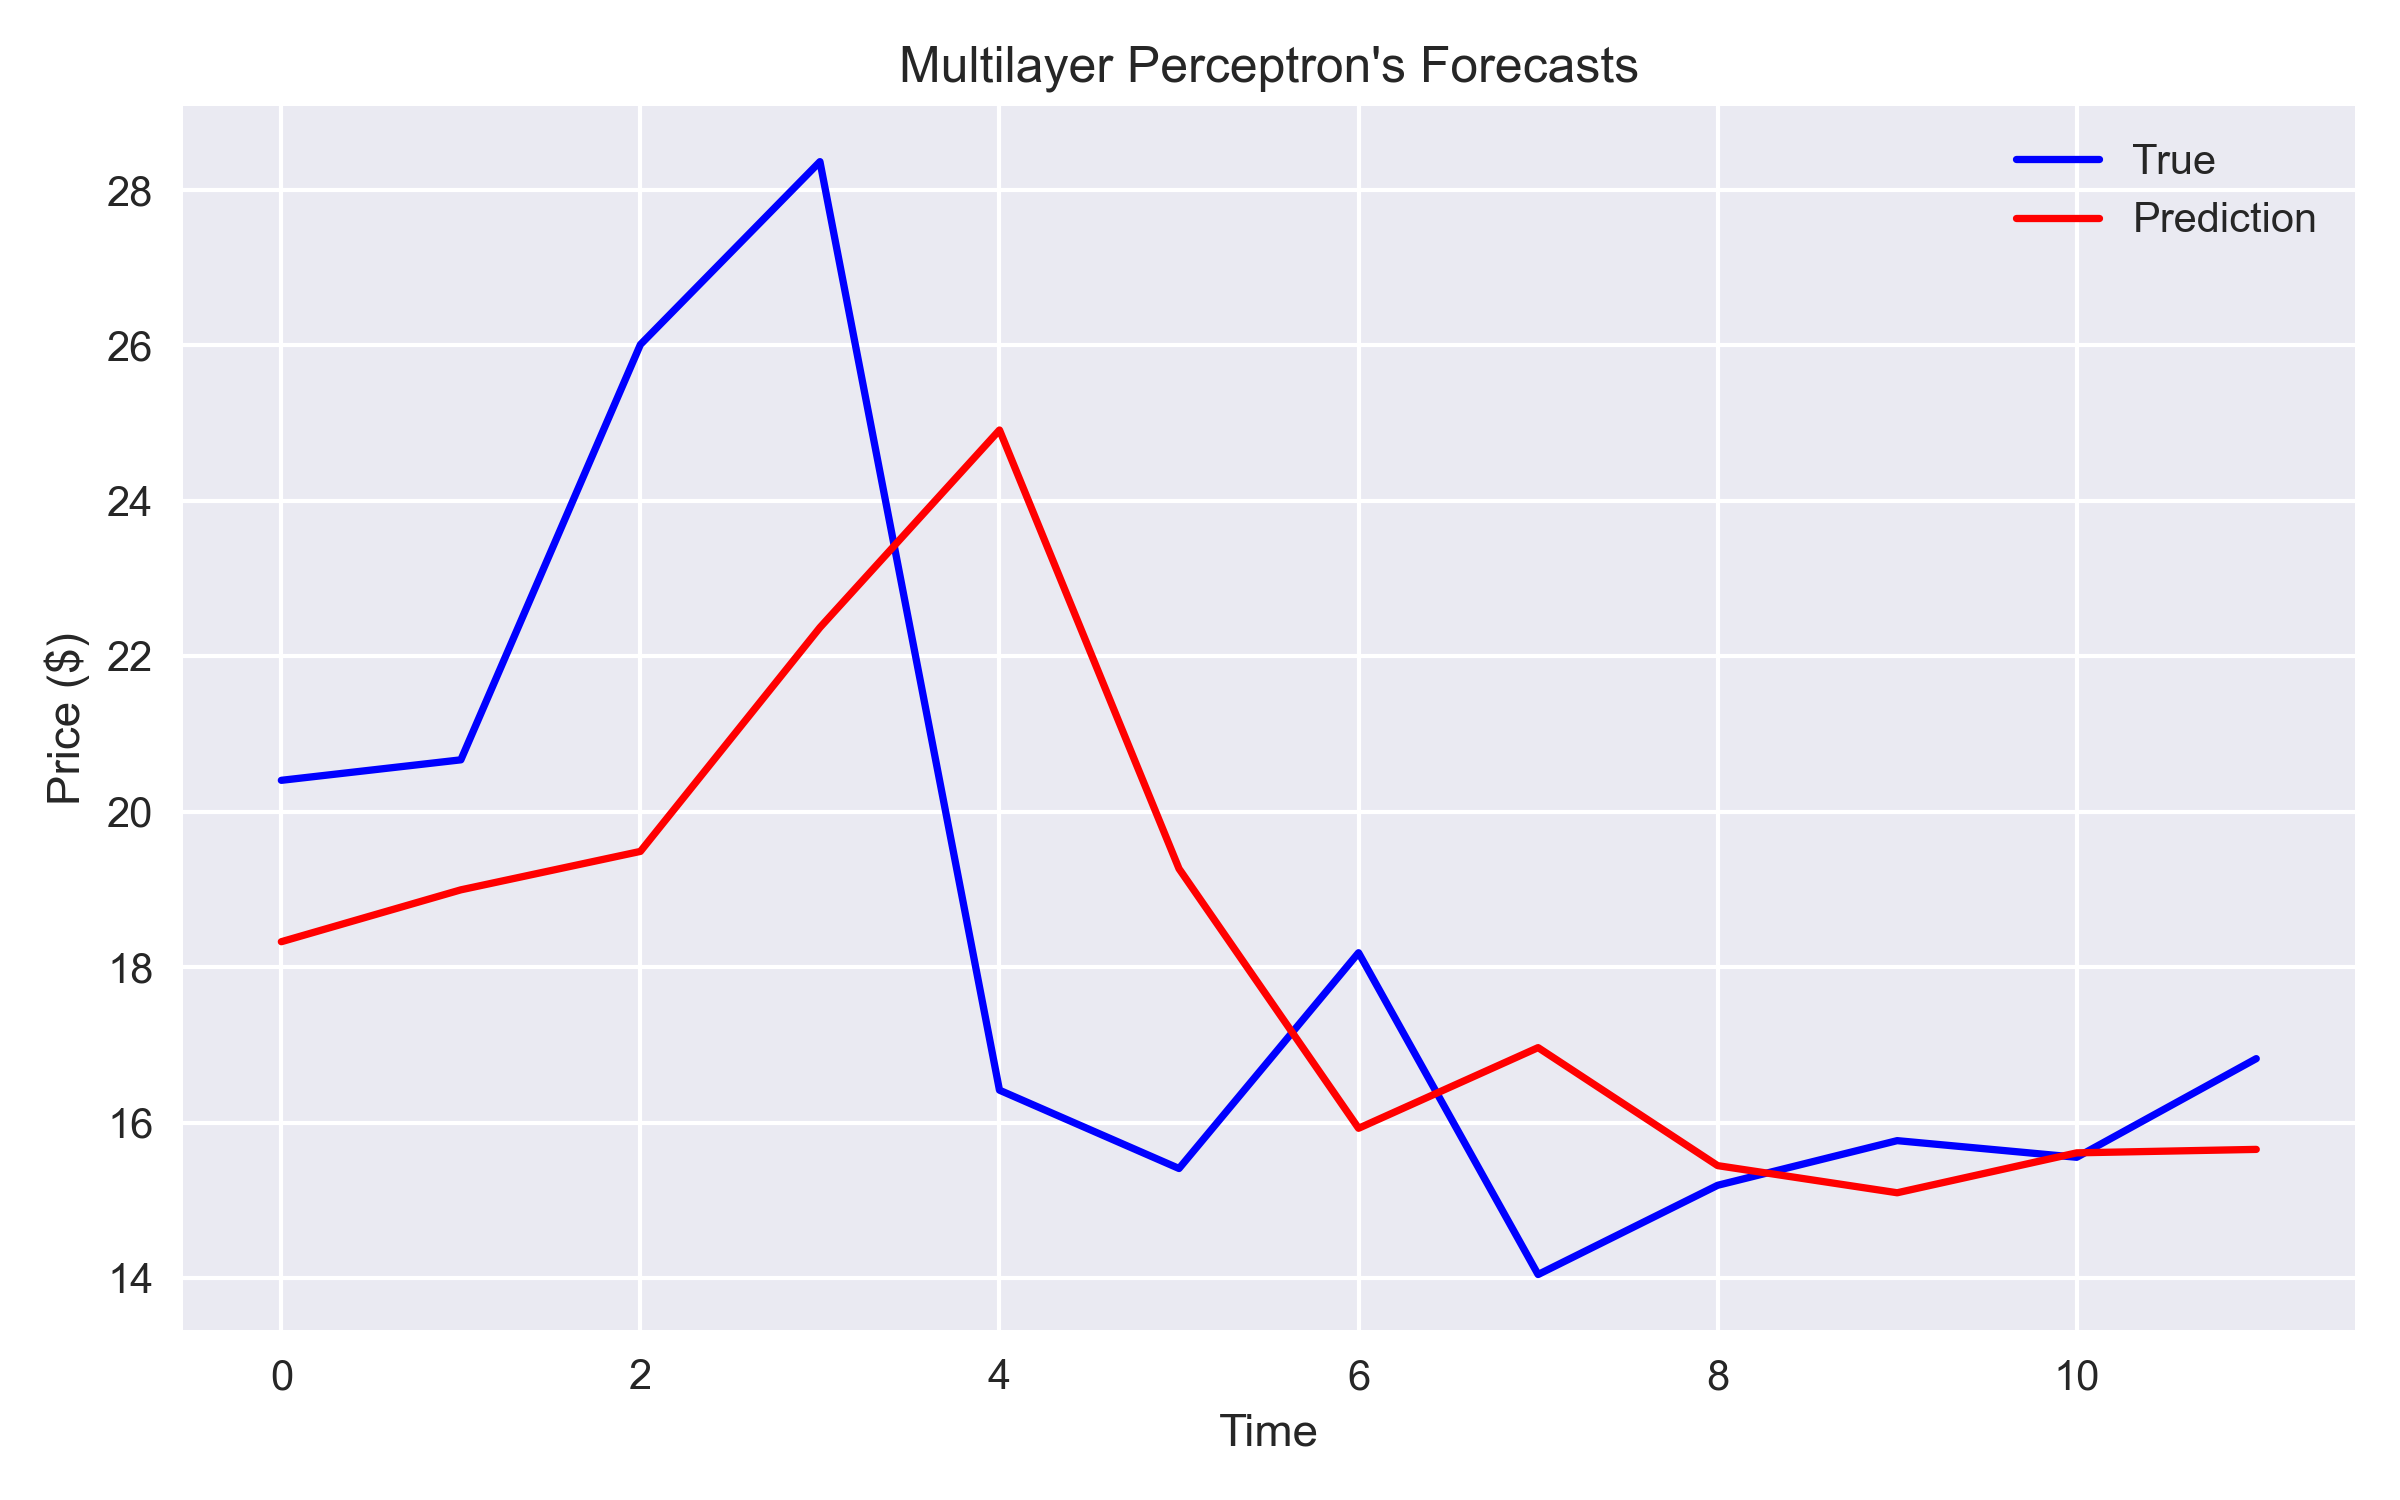 Multilayer Perceptron's Forecasts
True
Prediction
Price ($)
28
26
24
22
20
18
16
14
0 2 4 6 8 10
Time